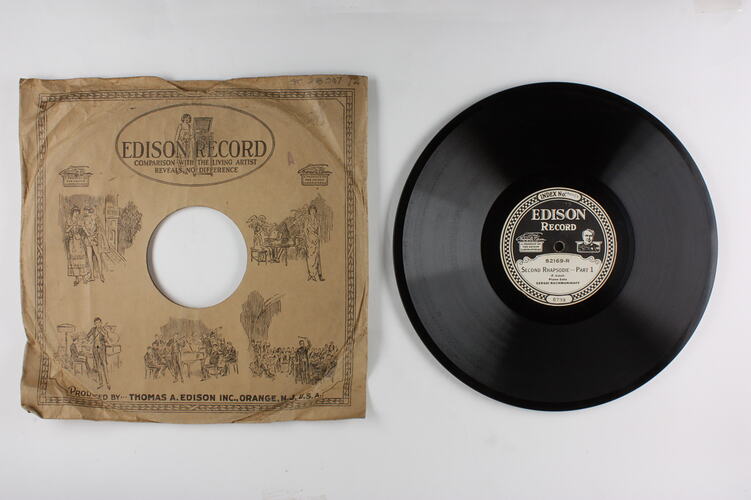 EDISON RECORD
COMPARISON WITH THE LIVING ARTIST
REVEALS NO DIFFERENCE
PRODUCED BY THOMAS A. EDISON INC., ORANGE, N.J., U.S.A.
INDEX No.
EDISON
RECORD
82169-R
SECOND RHAPSODIE—PART 1
Piano Solo
SERGEI RACHMANINOFF